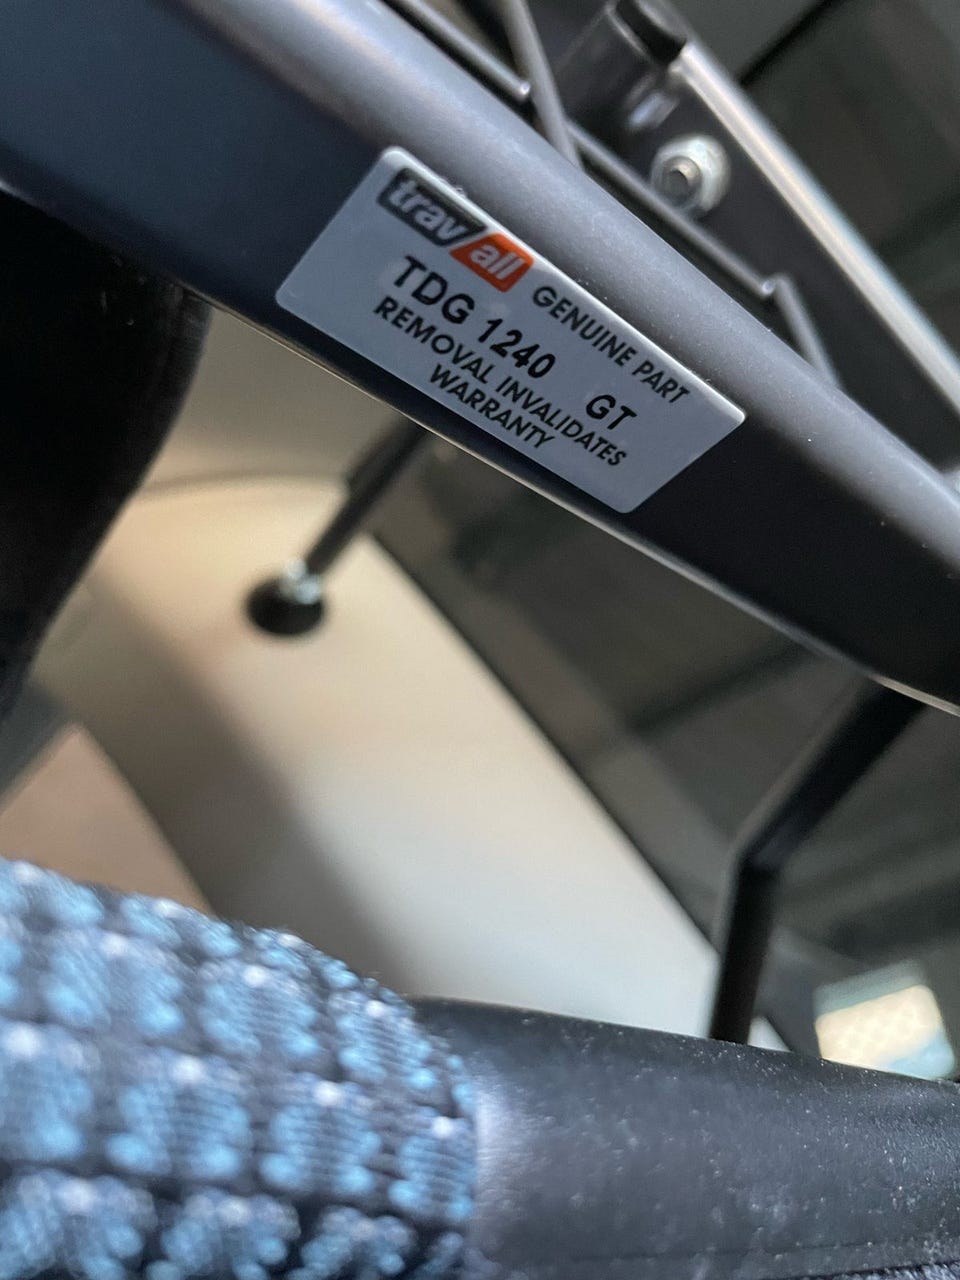 travall GENUINE PART
TDG 1240 GT
REMOVAL INVALIDATES
WARRANTY